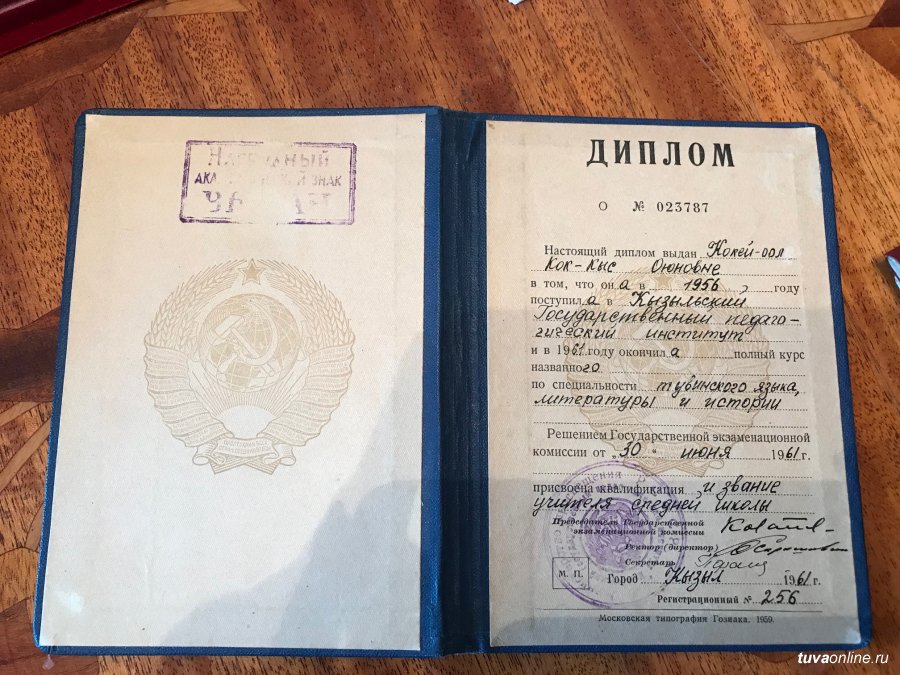 Нагрудный
академический знак
ДИПЛОМ
О № 023787
Настоящий диплом выдан Кокей-оол
Кок-Кыс Оюновне
в том, что она в 1956 году
поступила в Кызыльский
Государственный педаго-
гический институт
и в 1961 году окончила полный курс
названного
по специальности тувинского языка,
литературы и истории
Решением Государственной экзаменационной
комиссии от „30" июня 1961 г.
присвоена квалификация и звание
учителя средней школы
Председатель Государственной
экзаменационной комиссии
Ректор (директор)
Секретарь
М. П. Город Кызыл 1961 г.
Регистрационный № 256
Московская типография Гознака. 1959.
tuvaonline.ru